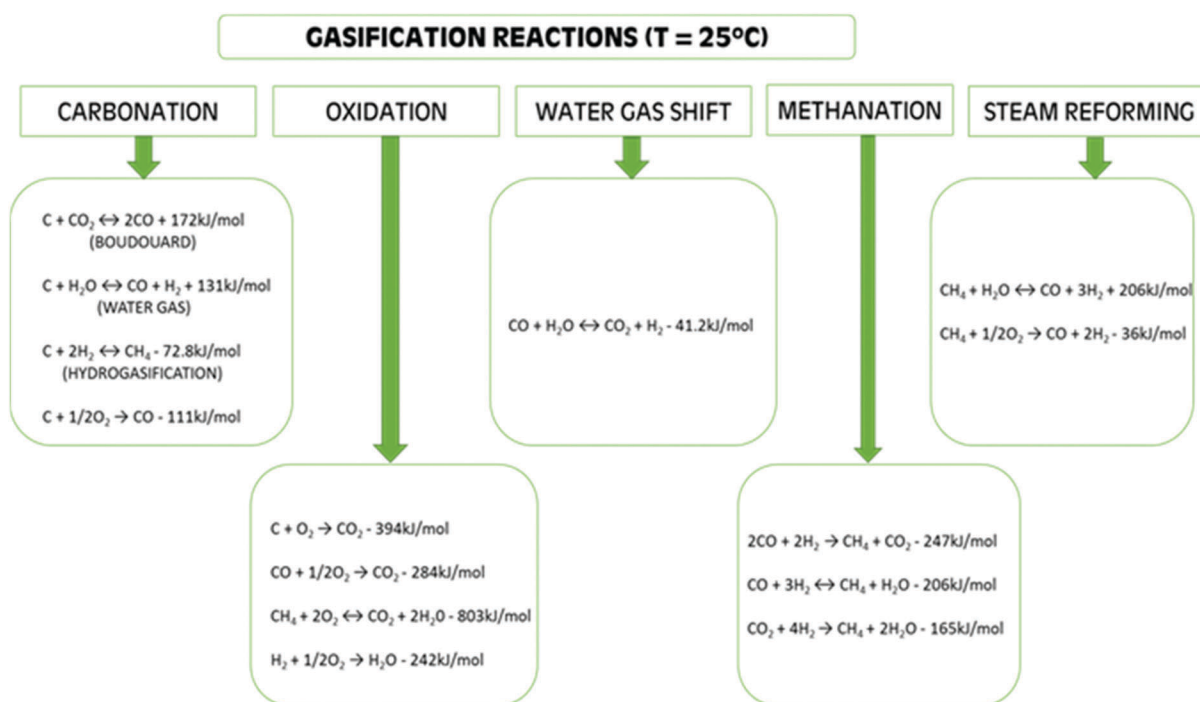 GASIFICATION REACTIONS (T = 25ºC)
CARBONATION
C + CO₂ ↔ 2CO + 172kJ/mol
(BOUDOUARD)
C + H₂O ↔ CO + H₂ + 131kJ/mol
(WATER GAS)
C + 2H₂ ↔ CH₄ - 72.8kJ/mol
(HYDROGASIFICATION)
C + 1/2O₂ → CO - 111kJ/mol
OXIDATION
C + O₂ → CO₂ - 394kJ/mol
CO + 1/2O₂ → CO₂ - 284kJ/mol
CH₄ + 2O₂ ↔ CO₂ + 2H₂0 - 803kJ/mol
H₂ + 1/2O₂ → H₂O - 242kJ/mol
WATER GAS SHIFT
CO + H₂O ↔ CO₂ + H₂ - 41.2kJ/mol
METHANATION
2CO + 2H₂ → CH₄ + CO₂ - 247kJ/mol
CO + 3H₂ ↔ CH₄ + H₂O - 206kJ/mol
CO₂ + 4H₂ → CH₄ + 2H₂O - 165kJ/mol
STEAM REFORMING
CH₄ + H₂O ↔ CO + 3H₂ + 206kJ/mol
CH₄ + 1/2O₂ → CO + 2H₂ - 36kJ/mol